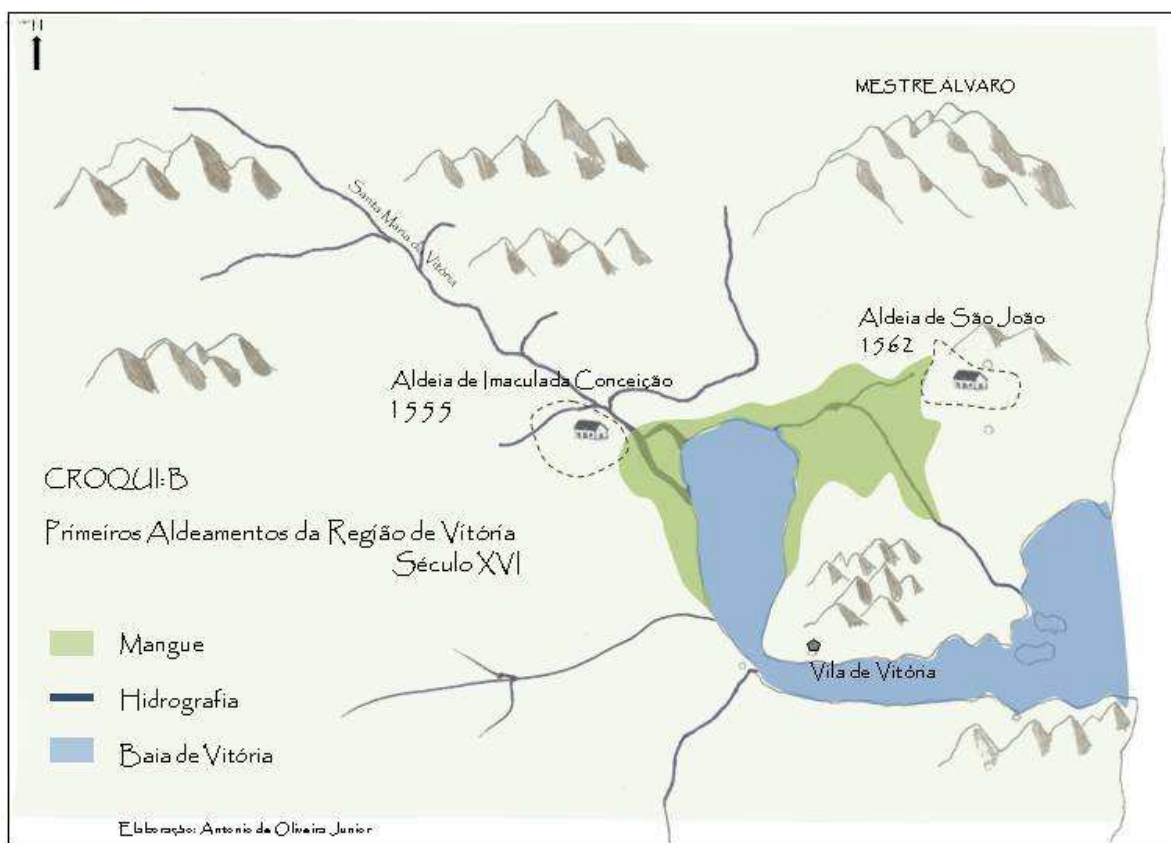 MESTRE ALVARO
Santa Maria da Vitória
Aldeia de São João
1562
Aldeia de Imaculada Conceição
1555
CROQUI: B
Primeiros Aldeamentos da Região de Vitória
Século XVI
Mangue
Vila de Vitória
Hidrografia
Baia de Vitória
Elaboração: Antonio de Oliveira Junior